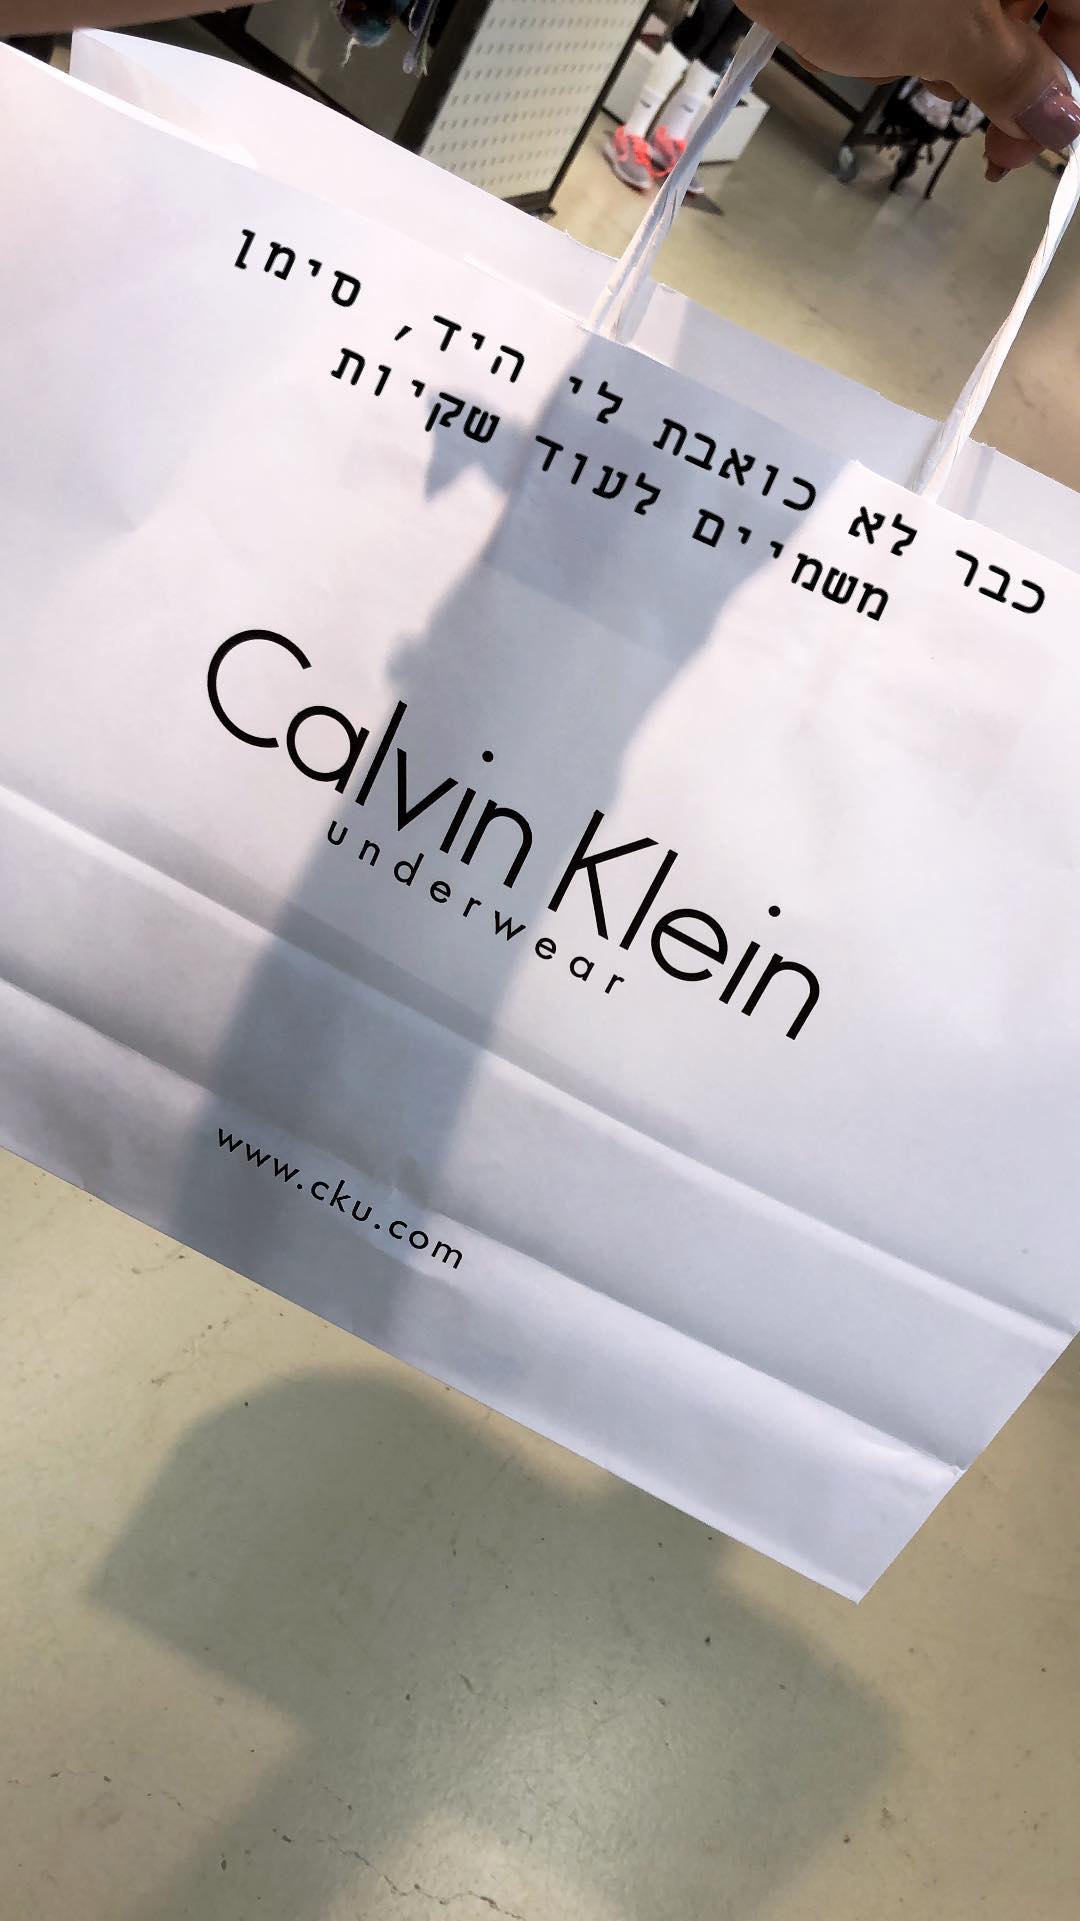 כבר לא כואבת לי היד, סימן
משמיים לעוד שקיות
Calvin Klein
underwear
www.cku.com